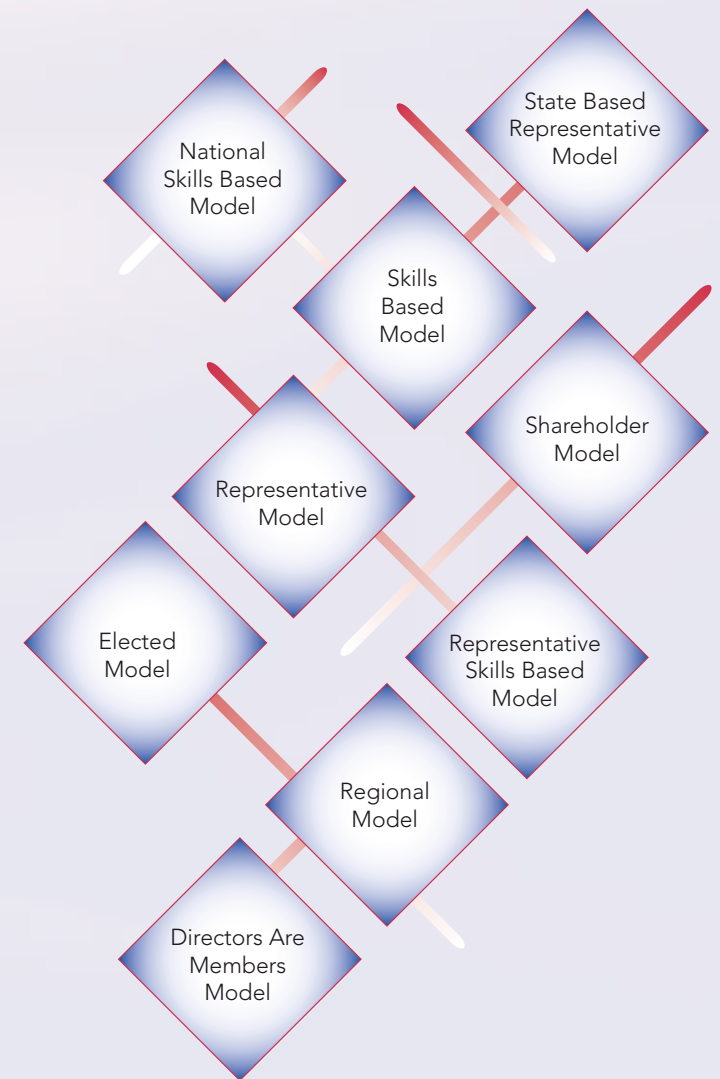 State Based
Representative
Model
National
Skills Based
Model
Skills
Based
Model
Shareholder
Model
Representative
Model
Elected
Model
Representative
Skills Based
Model
Regional
Model
Directors Are
Members
Model